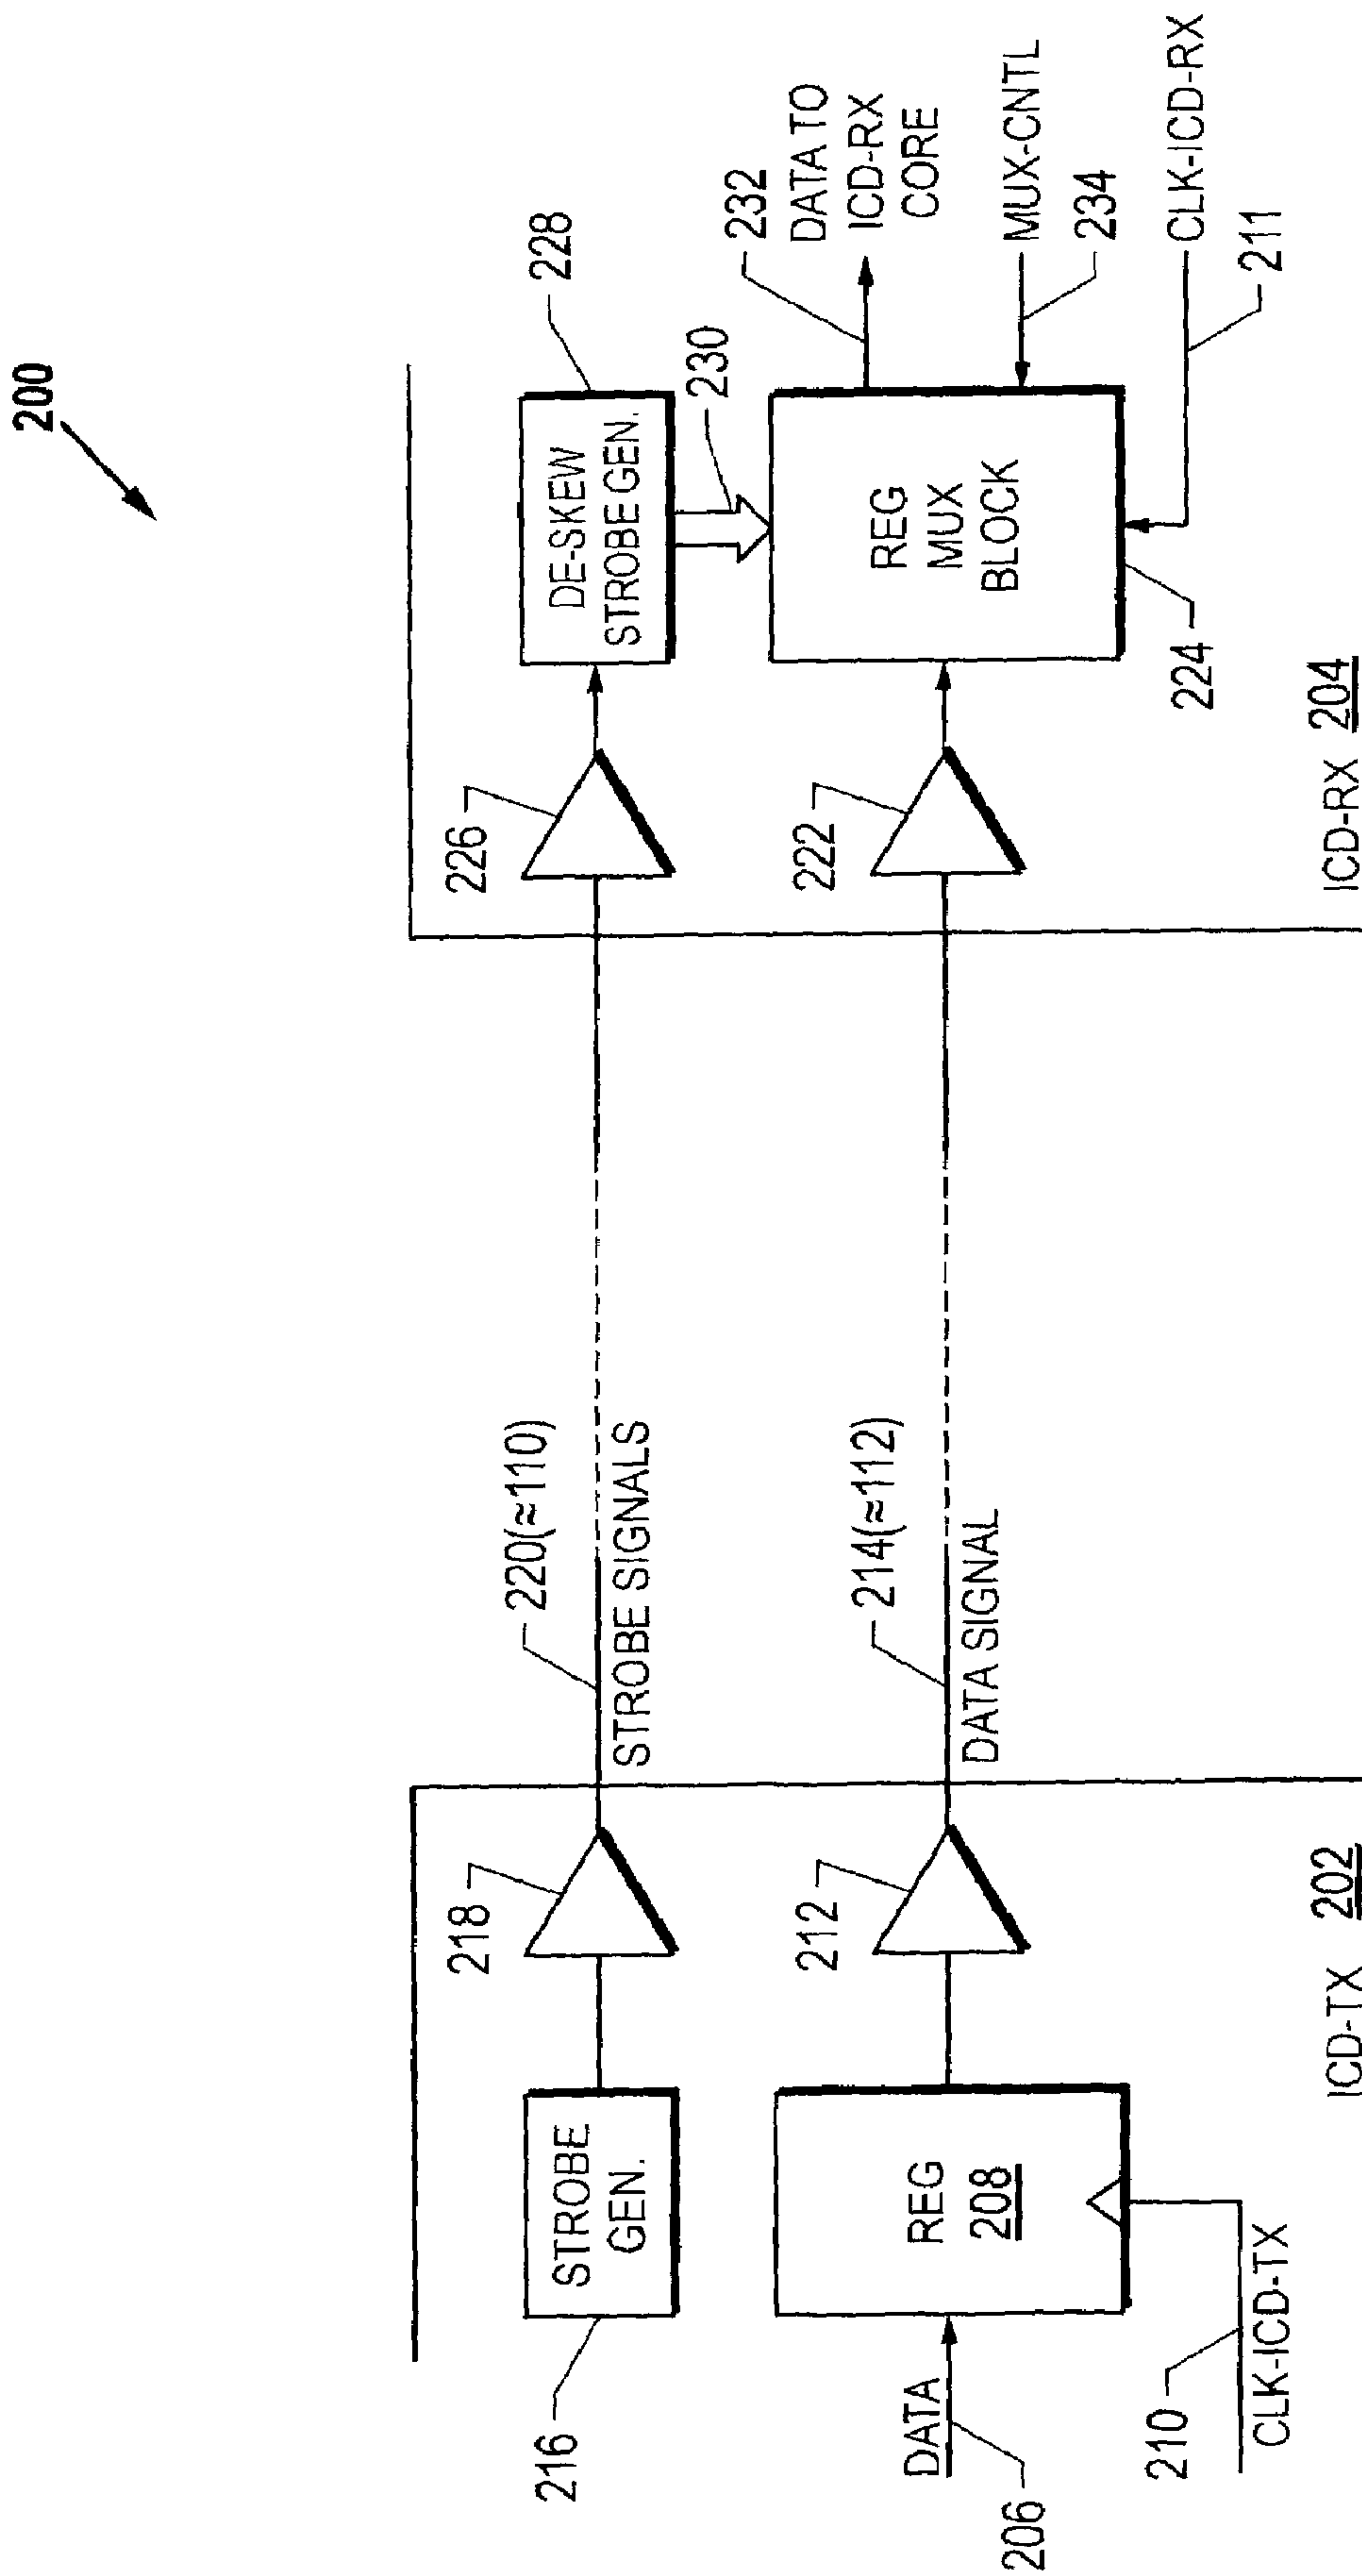 200
216
STROBE
GEN.
218
220(≈110)
STROBE SIGNALS
226
DE-SKEW
STROBE GEN.
228
230
DATA
206
REG
208
210
CLK-ICD-TX
212
214(≈112)
DATA SIGNAL
222
REG
MUX
BLOCK
224
232
DATA TO
ICD-RX
CORE
MUX-CNTL
234
CLK-ICD-RX
211
ICD-TX 202
ICD-RX 204